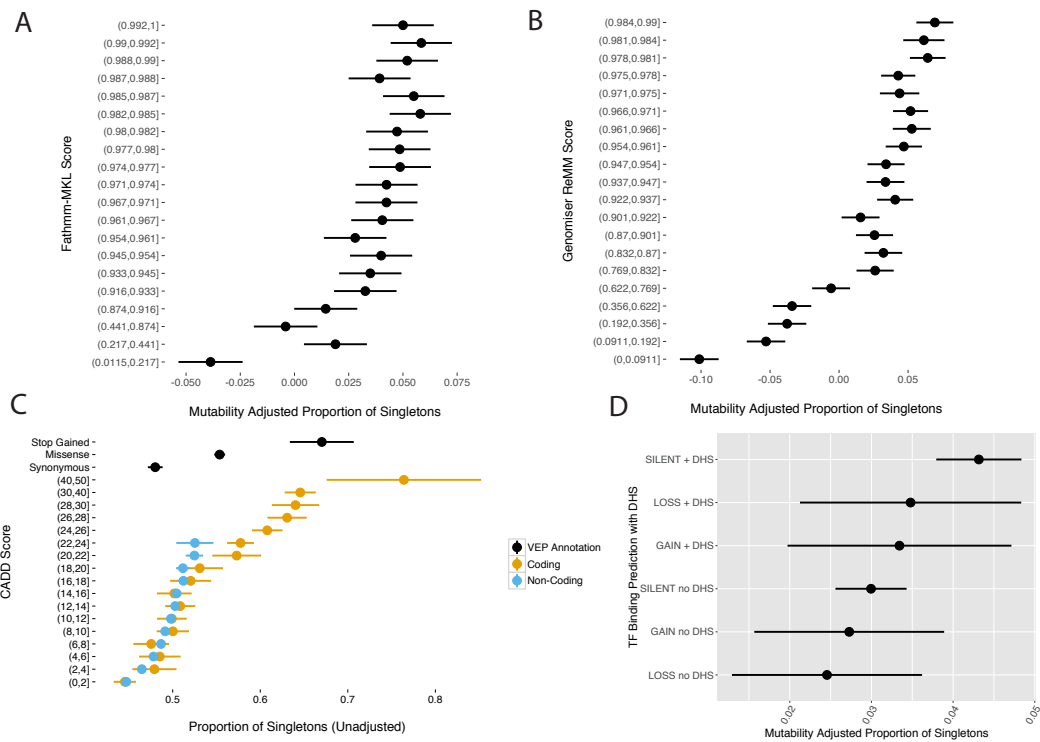 A
Fathmm-MKL Score
(0.992,1]
(0.99,0.992]
(0.988,0.99]
(0.987,0.988]
(0.985,0.987]
(0.982,0.985]
(0.98,0.982]
(0.977,0.98]
(0.974,0.977]
(0.971,0.974]
(0.967,0.971]
(0.961,0.967]
(0.954,0.961]
(0.945,0.954]
(0.933,0.945]
(0.916,0.933]
(0.874,0.916]
(0.441,0.874]
(0.217,0.441]
(0.0115,0.217]
-0.050 -0.025 0.000 0.025 0.050 0.075
Mutability Adjusted Proportion of Singletons
B
Genomiser ReMM Score
(0.984,0.99]
(0.981,0.984]
(0.978,0.981]
(0.975,0.978]
(0.971,0.975]
(0.966,0.971]
(0.961,0.966]
(0.954,0.961]
(0.947,0.954]
(0.937,0.947]
(0.922,0.937]
(0.901,0.922]
(0.87,0.901]
(0.832,0.87]
(0.769,0.832]
(0.622,0.769]
(0.356,0.622]
(0.192,0.356]
(0.0911,0.192]
(0,0.0911]
-0.10 -0.05 0.00 0.05
Mutability Adjusted Proportion of Singletons
C
CADD Score
Stop Gained
Missense
Synonymous
(40,50]
(30,40]
(28,30]
(26,28]
(24,26]
(22,24]
(20,22]
(18,20]
(16,18]
(14,16]
(12,14]
(10,12]
(8,10]
(6,8]
(4,6]
(2,4]
(0,2]
0.5 0.6 0.7 0.8
Proportion of Singletons (Unadjusted)
VEP Annotation
Coding
Non-Coding
D
TF Binding Prediction with DHS
SILENT + DHS
LOSS + DHS
GAIN + DHS
SILENT no DHS
GAIN no DHS
LOSS no DHS
0.02 0.03 0.04 0.05
Mutability Adjusted Proportion of Singletons